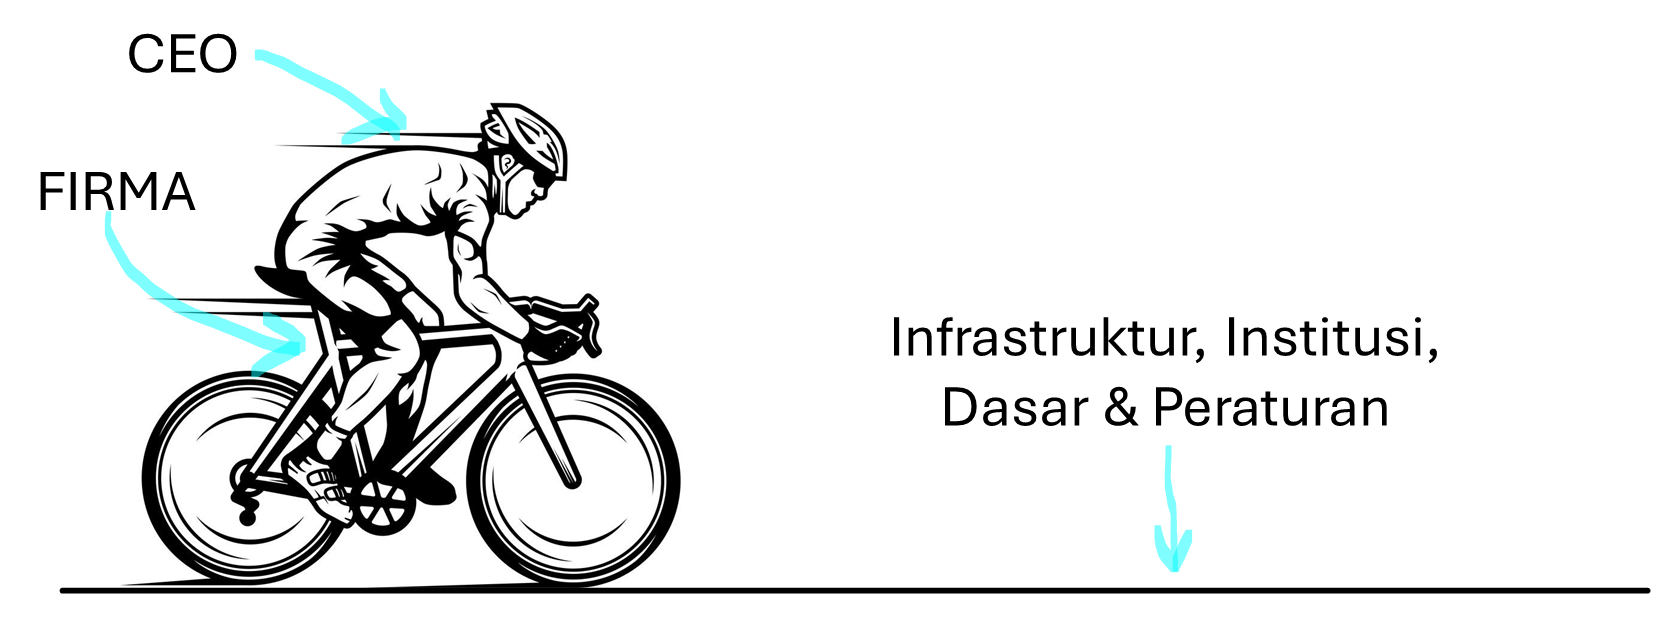 CEO
FIRMA
Infrastruktur, Institusi,
Dasar & Peraturan